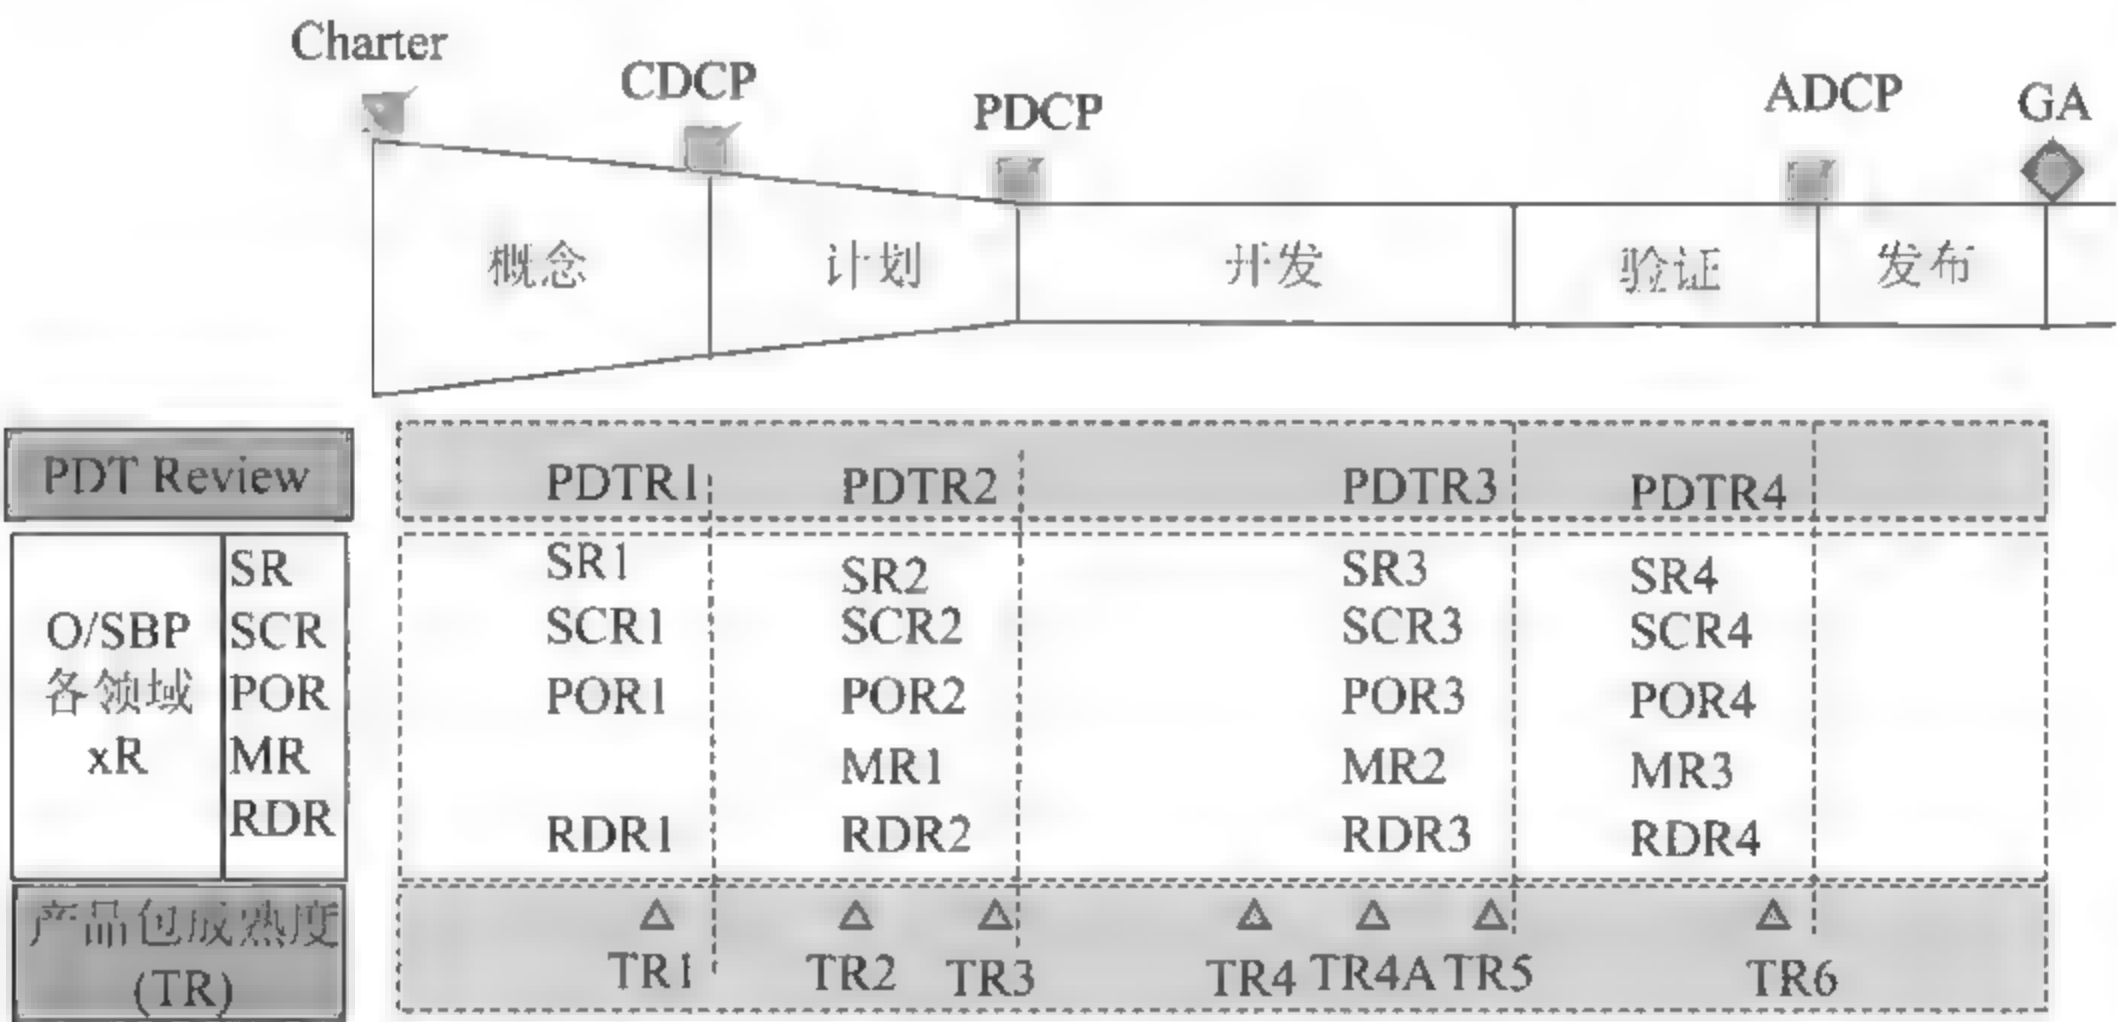 Charter
CDCP
PDCP
ADCP
GA
概念
计划
开发
验证
发布
PDT Review
PDTR1
PDTR2
PDTR3
PDTR4
O/SBP
各领域
xR
SR
SCR
POR
MR
RDR
SR1
SR2
SR3
SR4
SCR1
SCR2
SCR3
SCR4
POR1
POR2
POR3
POR4
MR1
MR2
MR3
RDR1
RDR2
RDR3
RDR4
产品包成熟度
(TR)
TR1
TR2
TR3
TR4
TR4A
TR5
TR6